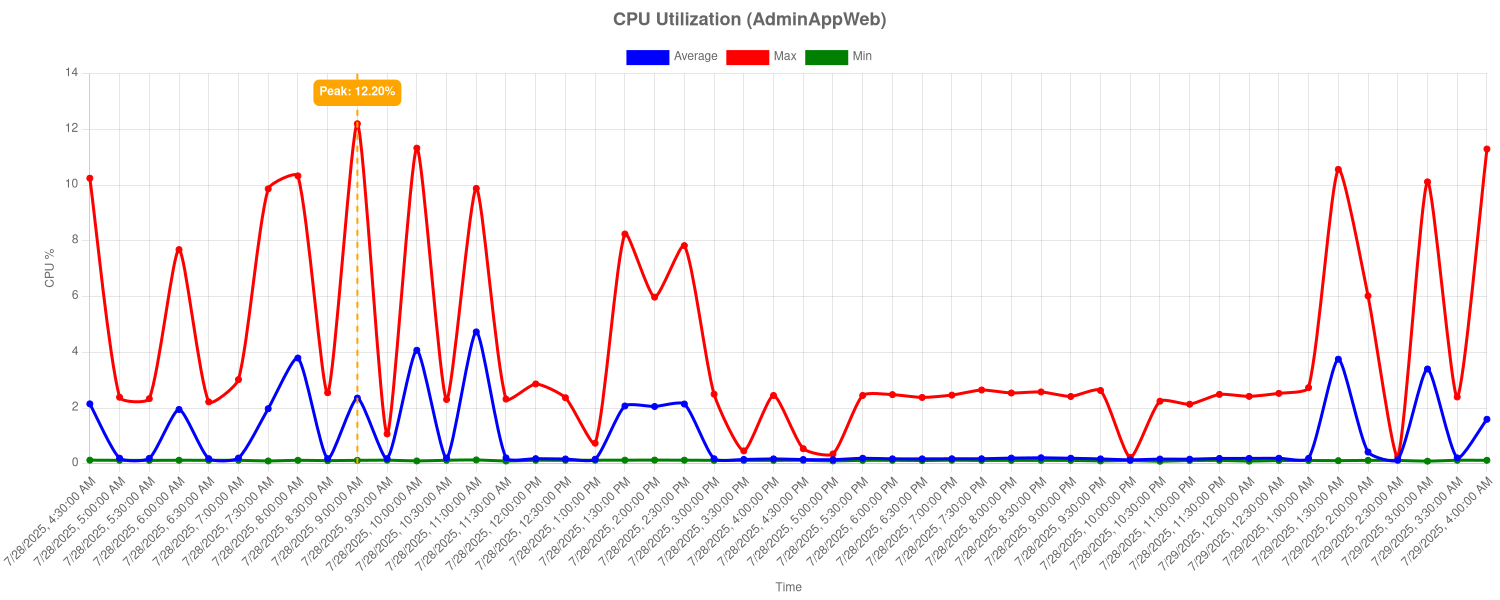 CPU Utilization (AdminAppWeb)
Average Max Min
Peak: 12.20%
CPU %
14
12
10
8
6
4
2
0
7/28/2025, 4:30:00 AM
7/28/2025, 5:00:00 AM
7/28/2025, 5:30:00 AM
7/28/2025, 6:00:00 AM
7/28/2025, 6:30:00 AM
7/28/2025, 7:00:00 AM
7/28/2025, 7:30:00 AM
7/28/2025, 8:00:00 AM
7/28/2025, 8:30:00 AM
7/28/2025, 9:00:00 AM
7/28/2025, 9:30:00 AM
7/28/2025, 10:00:00 AM
7/28/2025, 10:30:00 AM
7/28/2025, 11:00:00 AM
7/28/2025, 11:30:00 AM
7/28/2025, 12:00:00 PM
7/28/2025, 12:30:00 PM
7/28/2025, 1:00:00 PM
7/28/2025, 1:30:00 PM
7/28/2025, 2:00:00 PM
7/28/2025, 2:30:00 PM
7/28/2025, 3:00:00 PM
7/28/2025, 3:30:00 PM
7/28/2025, 4:00:00 PM
7/28/2025, 4:30:00 PM
7/28/2025, 5:00:00 PM
7/28/2025, 5:30:00 PM
7/28/2025, 6:00:00 PM
7/28/2025, 6:30:00 PM
7/28/2025, 7:00:00 PM
7/28/2025, 7:30:00 PM
7/28/2025, 8:00:00 PM
7/28/2025, 8:30:00 PM
7/28/2025, 9:00:00 PM
7/28/2025, 9:30:00 PM
7/28/2025, 10:00:00 PM
7/28/2025, 10:30:00 PM
7/28/2025, 11:00:00 PM
7/28/2025, 11:30:00 PM
7/29/2025, 12:00:00 AM
7/29/2025, 12:30:00 AM
7/29/2025, 1:00:00 AM
7/29/2025, 1:30:00 AM
7/29/2025, 2:00:00 AM
7/29/2025, 2:30:00 AM
7/29/2025, 3:00:00 AM
7/29/2025, 3:30:00 AM
7/29/2025, 4:00:00 AM
Time